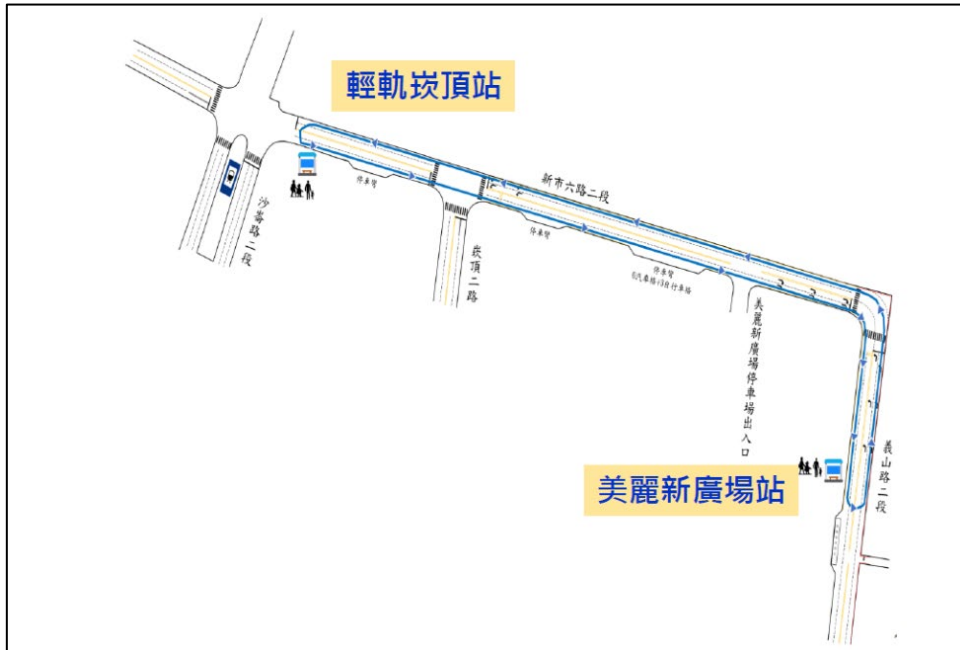 輕軌崁頂站
新市六路二段
停車彎
停車彎
停車彎
沙崙路二段
崁頂二路
美麗新廣場停車場出入口
義山路二段
美麗新廣場站